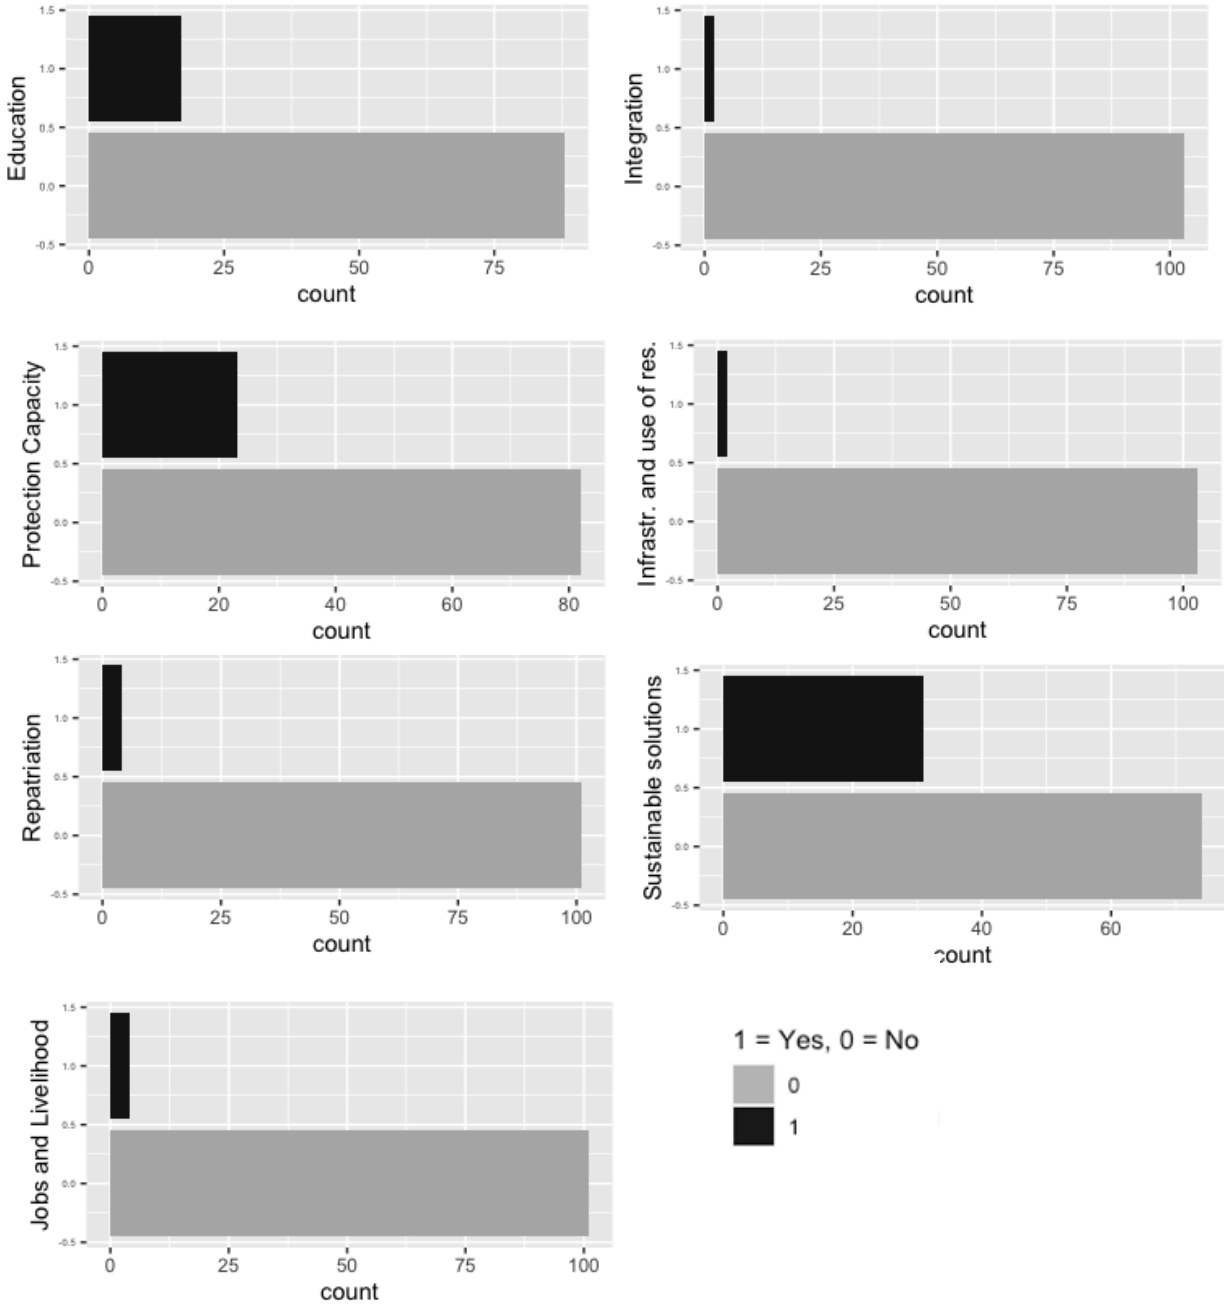 Education
1.5
1.0
0.5
0.0
-0.5
0 25 50 75
count
Integration
1.5
1.0
0.5
0.0
-0.5
0 25 50 75 100
count
Protection Capacity
1.5
1.0
0.5
0.0
-0.5
0 20 40 60 80
count
Infrastr. and use of res.
1.5
1.0
0.5
0.0
-0.5
0 25 50 75 100
count
Repatriation
1.5
1.0
0.5
0.0
-0.5
0 25 50 75 100
count
Sustainable solutions
1.5
1.0
0.5
0.0
-0.5
0 20 40 60
count
Jobs and Livelihood
1.5
1.0
0.5
0.0
-0.5
0 25 50 75 100
count
1 = Yes, 0 = No
0
1